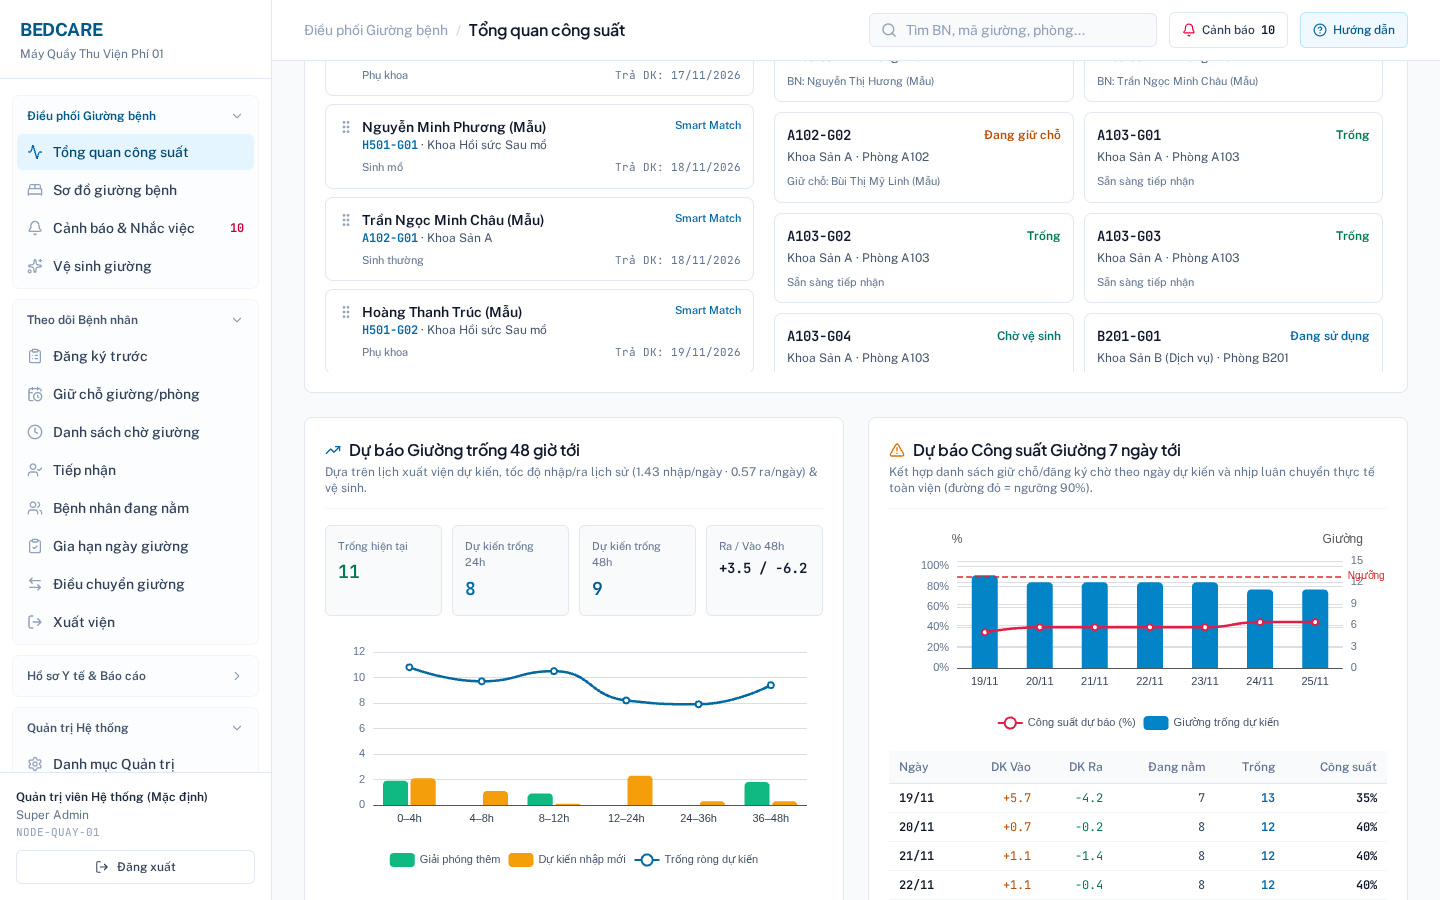 BEDCARE
Máy Quầy Thu Viện Phí 01
Điều phối Giường bệnh
Tổng quan công suất
Sơ đồ giường bệnh
Cảnh báo & Nhắc việc 10
Vệ sinh giường
Theo dõi Bệnh nhân
Đăng ký trước
Giữ chỗ giường/phòng
Danh sách chờ giường
Tiếp nhận
Bệnh nhân đang nằm
Gia hạn ngày giường
Điều chuyển giường
Xuất viện
Hồ sơ Y tế & Báo cáo
Quản trị Hệ thống
Danh mục Quản trị
Quản trị viên Hệ thống (Mặc định)
Super Admin
NODE-QUAY-01
Đăng xuất
Điều phối Giường bệnh / Tổng quan công suất
Tìm BN, mã giường, phòng...
Cảnh báo 10
Hướng dẫn
Phụ khoa Trả DK: 17/11/2026
Nguyễn Minh Phương (Mẫu) Smart Match
H501-G01 · Khoa Hồi sức Sau mổ
Sinh mổ Trả DK: 18/11/2026
Trần Ngọc Minh Châu (Mẫu) Smart Match
A102-G01 · Khoa Sản A
Sinh thường Trả DK: 18/11/2026
Hoàng Thanh Trúc (Mẫu) Smart Match
H501-G02 · Khoa Hồi sức Sau mổ
Phụ khoa Trả DK: 19/11/2026
BN: Nguyễn Thị Hương (Mẫu)
BN: Trần Ngọc Minh Châu (Mẫu)
A102-G02 Đang giữ chỗ
Khoa Sản A · Phòng A102
Giữ chỗ: Bùi Thị Mỹ Linh (Mẫu)
A103-G01 Trống
Khoa Sản A · Phòng A103
Sẵn sàng tiếp nhận
A103-G02 Trống
Khoa Sản A · Phòng A103
Sẵn sàng tiếp nhận
A103-G03 Trống
Khoa Sản A · Phòng A103
Sẵn sàng tiếp nhận
A103-G04 Chờ vệ sinh
Khoa Sản A · Phòng A103
B201-G01 Đang sử dụng
Khoa Sản B (Dịch vụ) · Phòng B201
Dự báo Giường trống 48 giờ tới
Dựa trên lịch xuất viện dự kiến, tốc độ nhập/ra lịch sử (1.43 nhập/ngày · 0.57 ra/ngày) &
vệ sinh.
Trống hiện tại
11
Dự kiến trống
24h
8
Dự kiến trống
48h
9
Ra / Vào 48h
+3.5 / -6.2
12
10
8
6
4
2
0
0–4h 4–8h 8–12h 12–24h 24–36h 36–48h
Giải phóng thêm Dự kiến nhập mới Trống ròng dự kiến
Dự báo Công suất Giường 7 ngày tới
Kết hợp danh sách giữ chỗ/đăng ký chờ theo ngày dự kiến và nhịp luân chuyển thực tế
toàn viện (đường đỏ = ngưỡng 90%).
% Giường
100% 15
Ngưỡng
80% 12
60% 9
40% 6
20% 3
0% 0
19/11 20/11 21/11 22/11 23/11 24/11 25/11
Công suất dự báo (%) Giường trống dự kiến
Ngày DK Vào DK Ra Đang nằm Trống Công suất
19/11 +5.7 -4.2 7 13 35%
20/11 +0.7 -0.2 8 12 40%
21/11 +1.1 -1.4 8 12 40%
22/11 +1.1 -0.4 8 12 40%